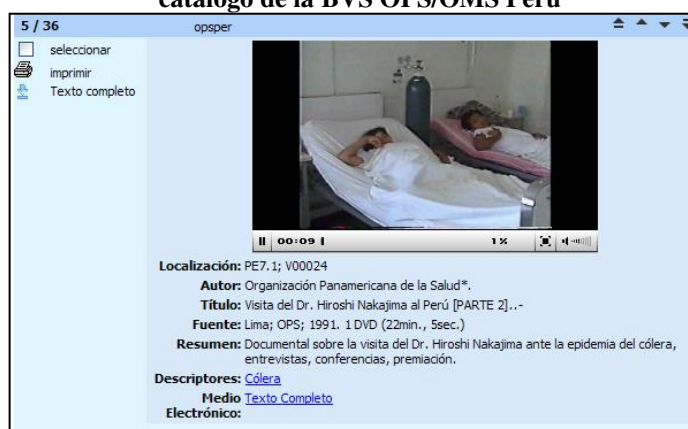 catálogo de la BVS OPS/OMS Perú
5 / 36
opsper
seleccionar
imprimir
Texto completo
00:09
1%
Localización: PE7.1; V00024
Autor: Organización Panamericana de la Salud*.
Título: Visita del Dr. Hiroshi Nakajima al Perú [PARTE 2]..-
Fuente: Lima; OPS; 1991. 1 DVD (22min., 5sec.)
Resumen: Documental sobre la visita del Dr. Hiroshi Nakajima ante la epidemia del cólera,
entrevistas, conferencias, premiación.
Descriptores: Cólera
Medio Texto Completo
Electrónico: